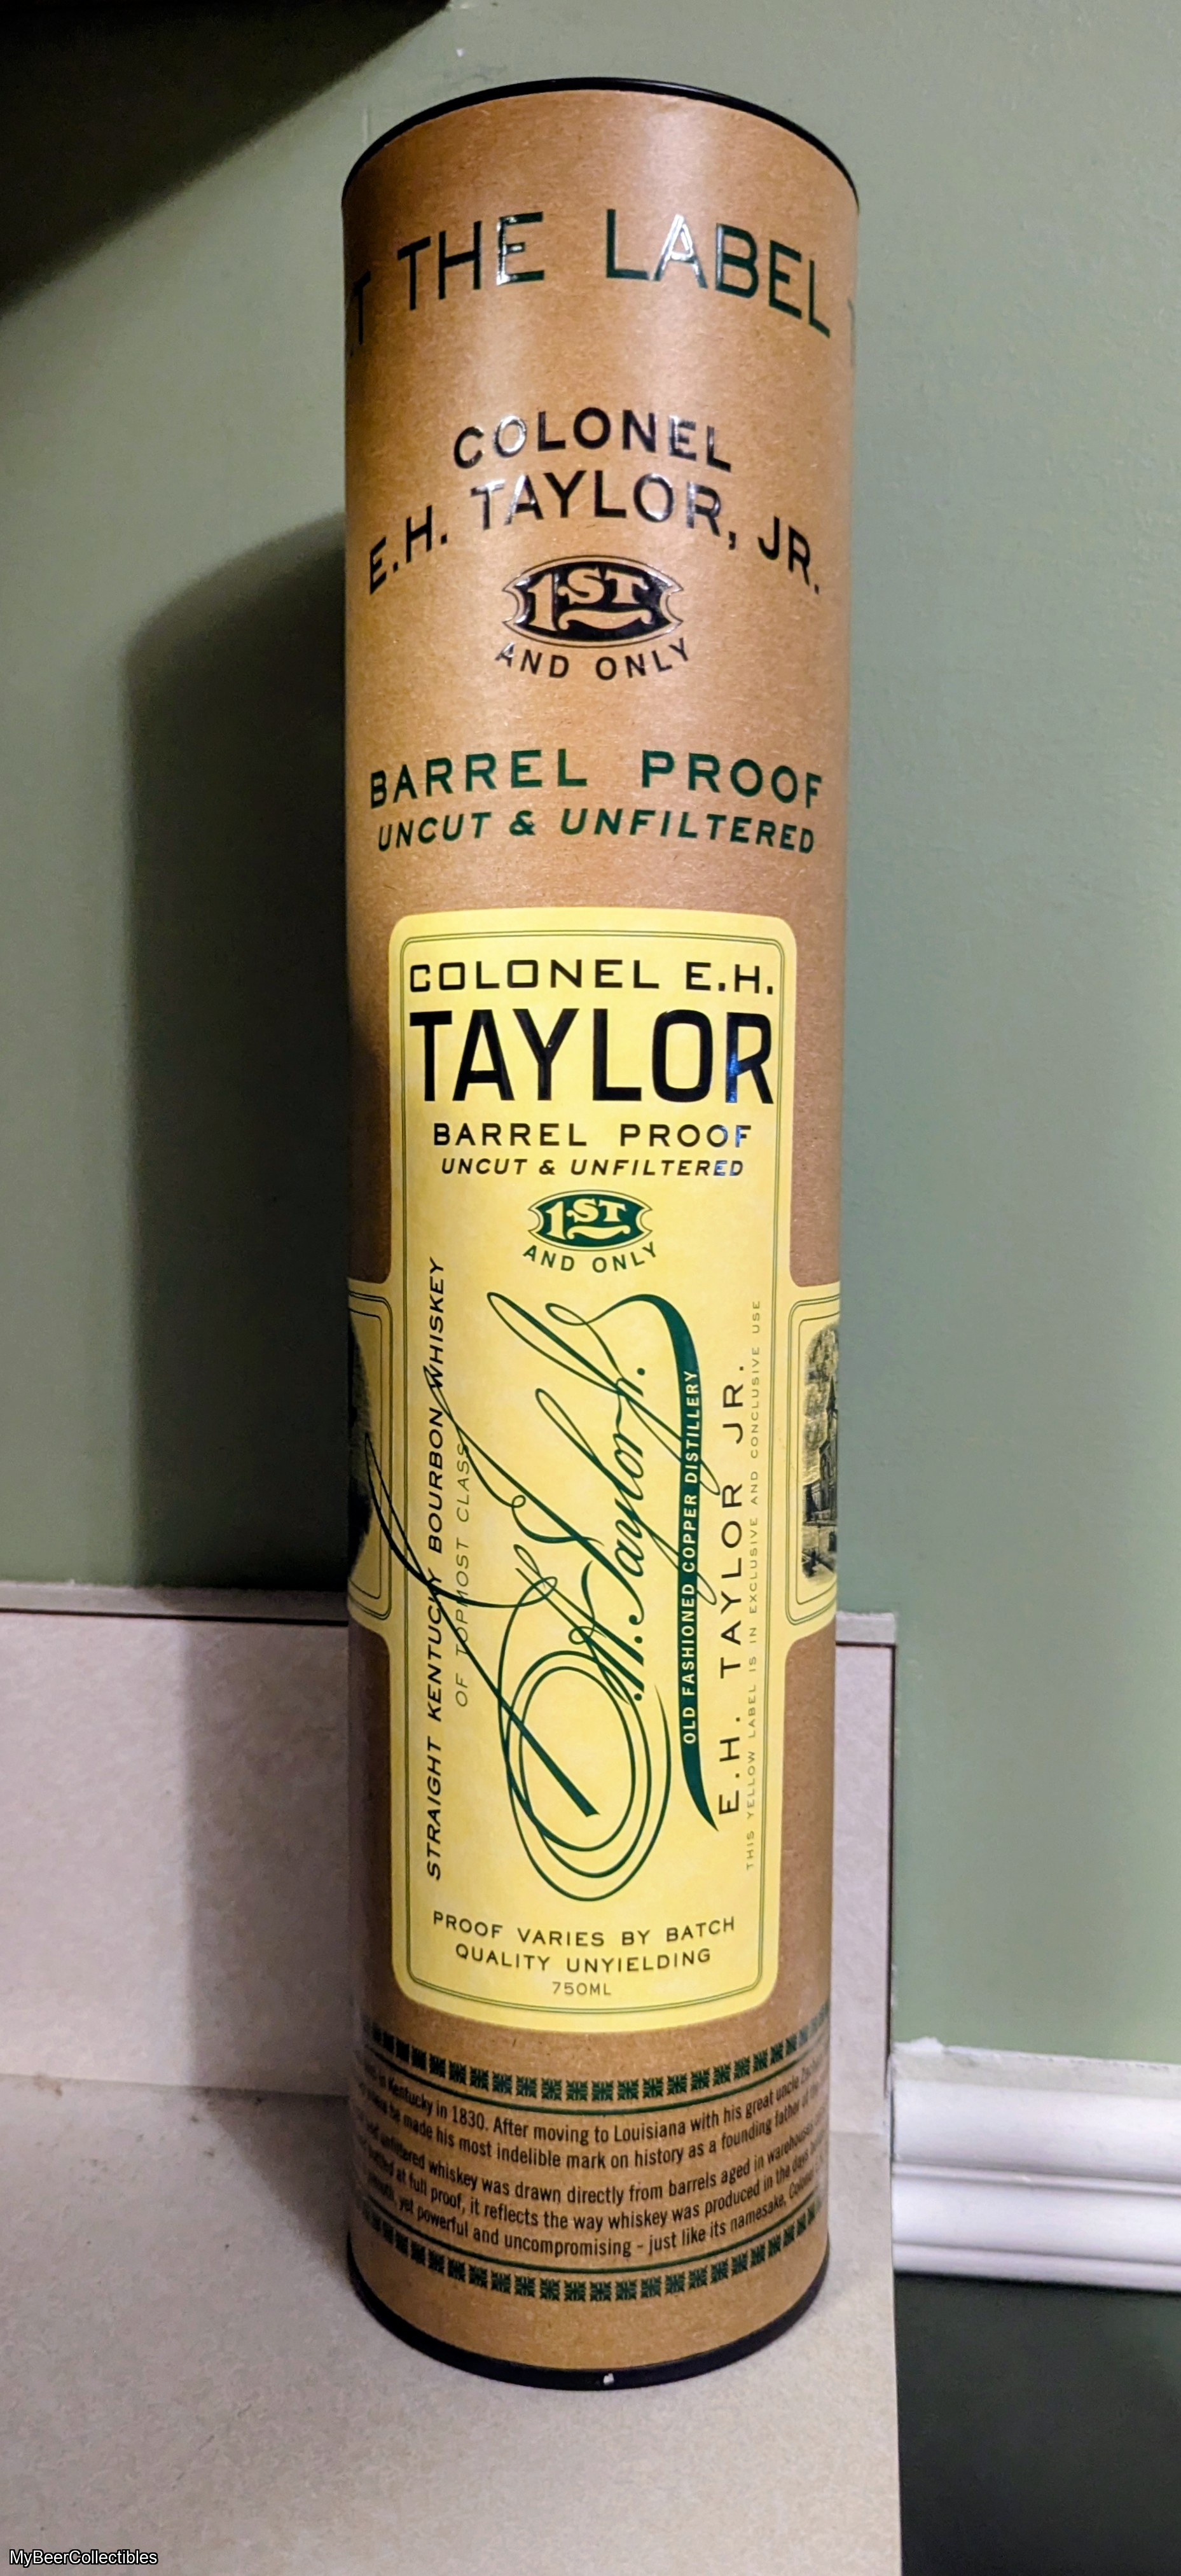 THE LABEL
COLONEL
E.H. TAYLOR, JR.
1ST
AND ONLY
BARREL PROOF
UNCUT & UNFILTERED
COLONEL E.H.
TAYLOR
BARREL PROOF
UNCUT & UNFILTERED
1ST
AND ONLY
STRAIGHT KENTUCKY BOURBON WHISKEY
OF TOPMOST CLASS
E. H. Taylor Jr.
OLD FASHIONED COPPER DISTILLERY
E.H. TAYLOR JR.
THIS YELLOW LABEL IS IN EXCLUSIVE AND CONCLUSIVE USE
PROOF VARIES BY BATCH
QUALITY UNYIELDING
750ML
in Kentucky in 1830. After moving to Louisiana with his great uncle
he made his most indelible mark on history as a founding father of
unfiltered whiskey was drawn directly from barrels aged in warehouses
at full proof, it reflects the way whiskey was produced in the days
yet powerful and uncompromising - just like its namesake, Colonel
MyBeerCollectibles